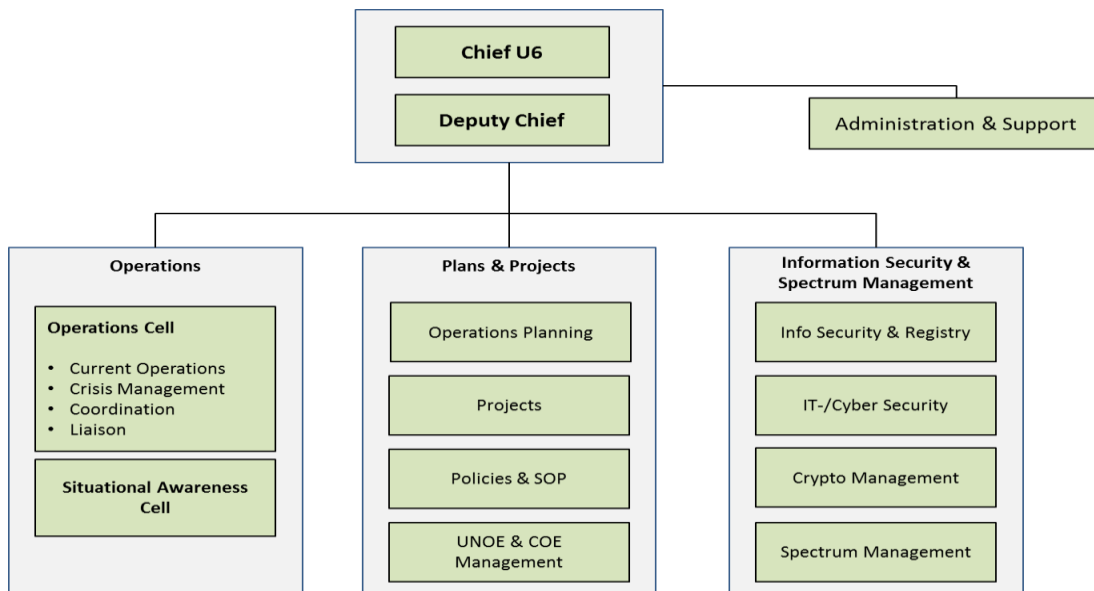 Chief U6
Deputy Chief
Administration & Support
Operations
Operations Cell
• Current Operations
• Crisis Management
• Coordination
• Liaison
Situational Awareness
Cell
Plans & Projects
Operations Planning
Projects
Policies & SOP
UNOE & COE
Management
Information Security &
Spectrum Management
Info Security & Registry
IT-/Cyber Security
Crypto Management
Spectrum Management